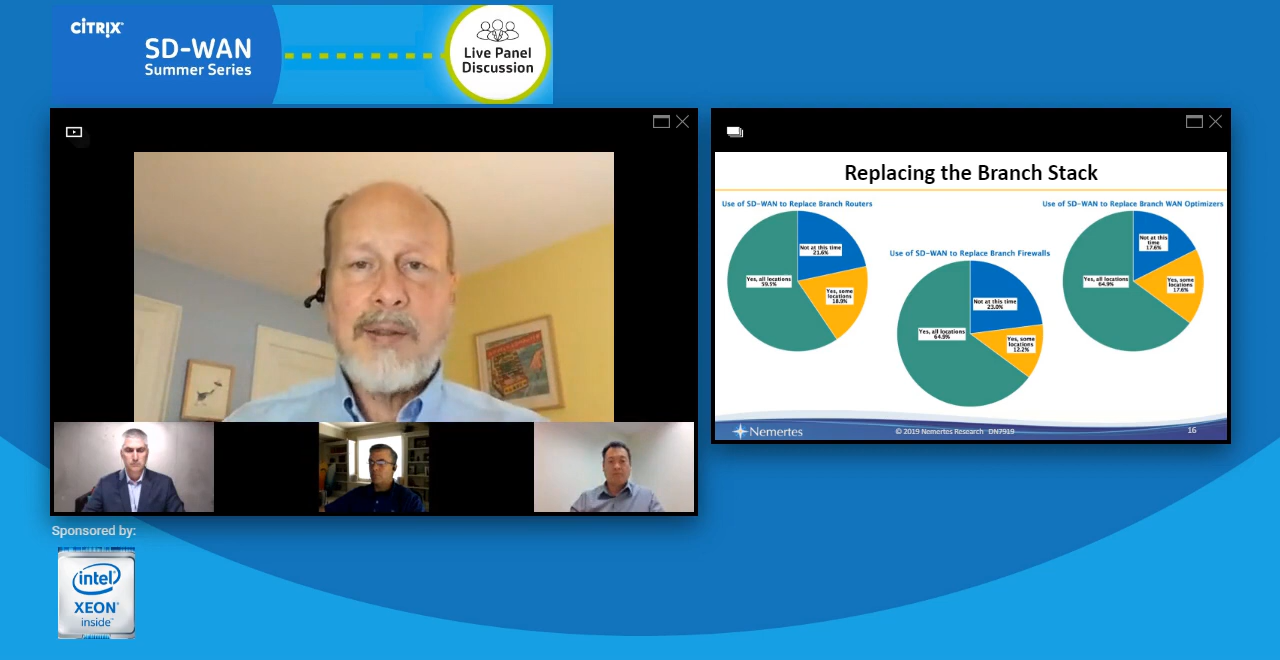 CITRIX
SD-WAN
Summer Series
Live Panel
Discussion
Replacing the Branch Stack
Use of SD-WAN to Replace Branch Routers
Not at this time
21.6%
Yes, all locations
59.5%
Yes, some
locations
18.9%
Use of SD-WAN to Replace Branch Firewalls
Not at this time
23.0%
Yes, all locations
64.9%
Yes, some
locations
12.2%
Use of SD-WAN to Replace Branch WAN Optimizers
Not at this
time
17.6%
Yes, all locations
64.9%
Yes, some
locations
17.6%
Nemertes
© 2019 Nemertes Research DN7919
16
Sponsored by:
intel
XEON
inside